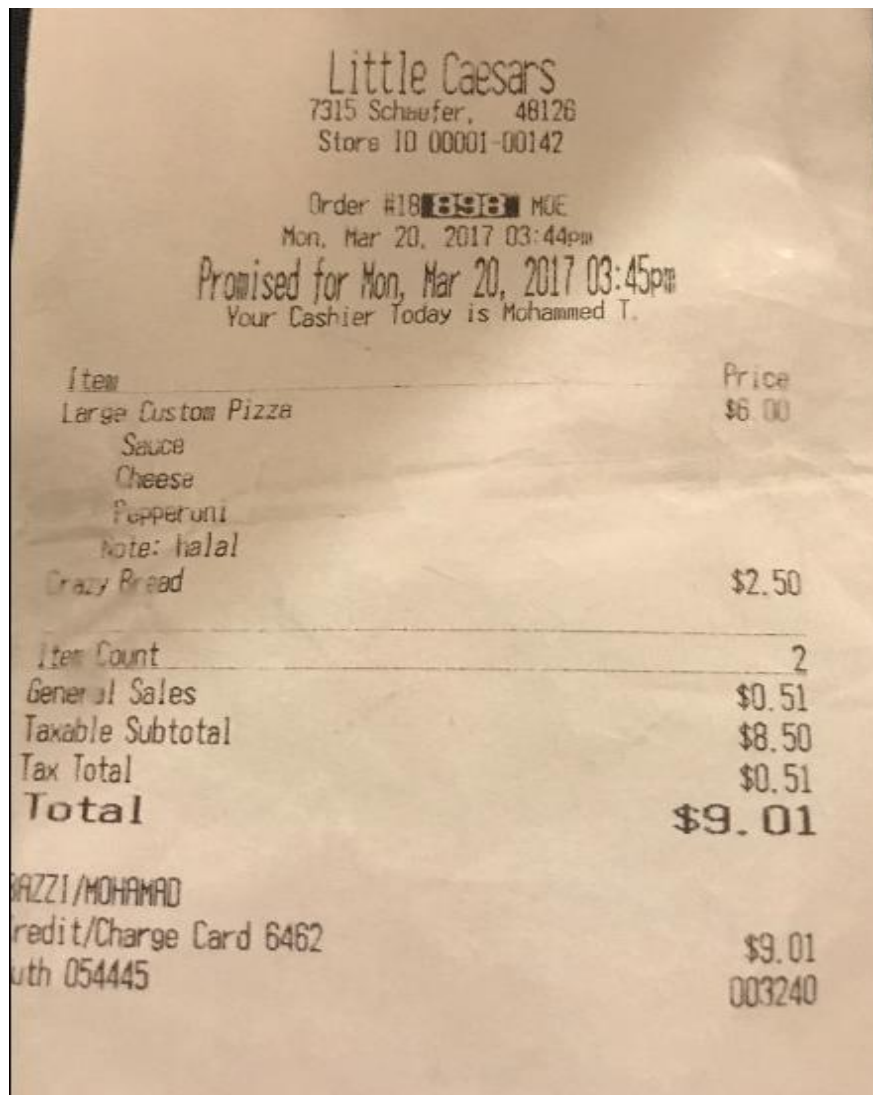 Little Caesars
7315 Schaefer, 48126
Store ID 00001-00142
Order #18898 MOE
Mon, Mar 20, 2017 03:44pm
Promised for Mon, Mar 20, 2017 03:45pm
Your Cashier Today is Mohammed T.
Item Price
Large Custom Pizza $6.00
Sauce
Cheese
Pepperoni
Note: halal
Crazy Bread $2.50
Item Count 2
General Sales $0.51
Taxable Subtotal $8.50
Tax Total $0.51
Total $9.01
BAZZI/MOHAMAD
redit/Charge Card 6462 $9.01
uth 054445 003240